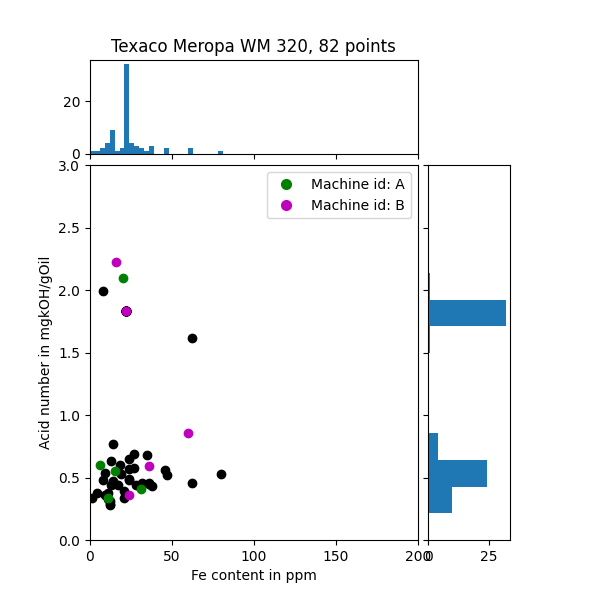 Texaco Meropa WM 320, 82 points
20
0
3.0
2.5
2.0
1.5
1.0
0.5
0.0
Acid number in mgkOH/gOil
Machine id: A
Machine id: B
0 50 100 150 200
0 25
Fe content in ppm